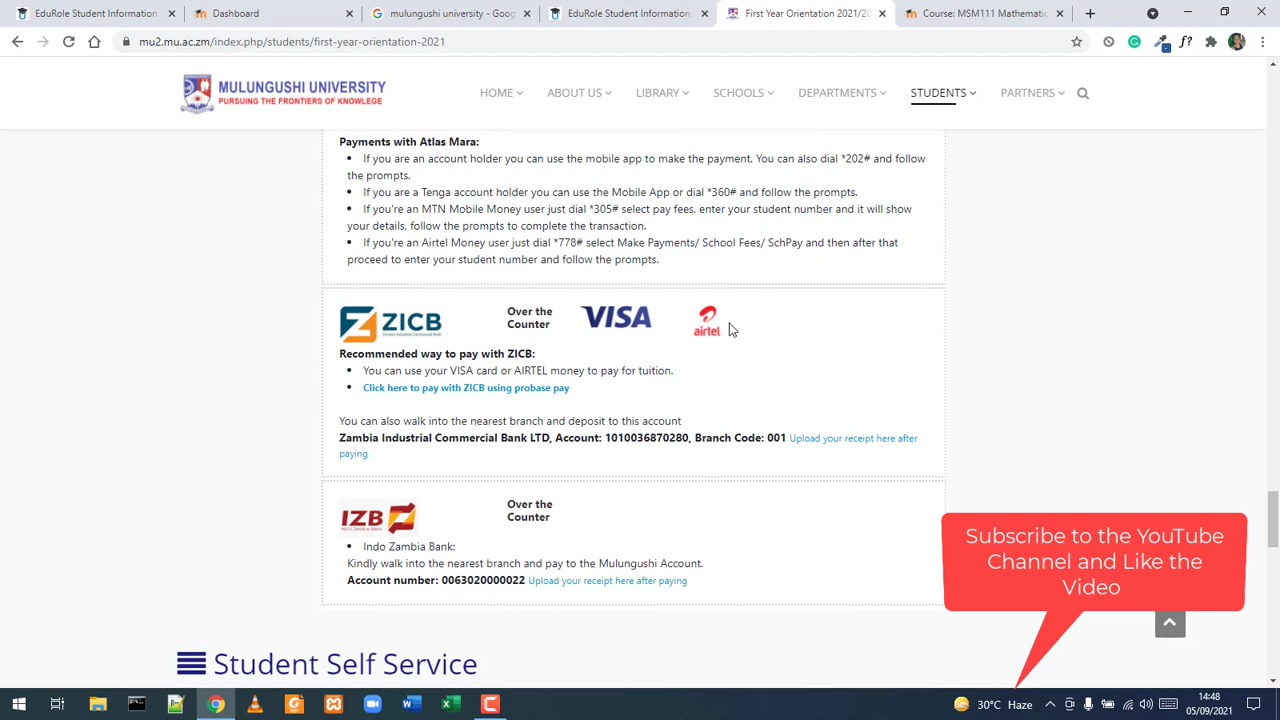 EduRole Student Information
Dashboard
mulungushi university - Goog
EduRole Student Information
First Year Orientation 2021/20
Course: MSM111 Mathematic
mu2.mu.ac.zm/index.php/students/first-year-orientation-2021
MULUNGUSHI UNIVERSITY
PURSUING THE FRONTIERS OF KNOWLEGE
HOME
ABOUT US
LIBRARY
SCHOOLS
DEPARTMENTS
STUDENTS
PARTNERS
Payments with Atlas Mara:
• If you are an account holder you can use the mobile app to make the payment. You can also dial *202# and follow
the prompts.
• If you are a Tenga account holder you can use the Mobile App or dial *360# and follow the prompts.
• If you're an MTN Mobile Money user just dial *305# select pay fees, enter your student number and it will show
your details, follow the prompts to complete the transaction.
• If you're an Airtel Money user just dial *778# select Make Payments/ School Fees/ SchPay and then after that
proceed to enter your student number and follow the prompts.
ZICB
Zambia Industrial Commercial Bank
Over the
Counter
VISA
airtel
Recommended way to pay with ZICB:
• You can use your VISA card or AIRTEL money to pay for tuition.
• Click here to pay with ZICB using probase pay
You can also walk into the nearest branch and deposit to this account
Zambia Industrial Commercial Bank LTD, Account: 1010036870280, Branch Code: 001 Upload your receipt here after
paying
IZB
INDO ZAMBIA BANK
Over the
Counter
• Indo Zambia Bank:
Kindly walk into the nearest branch and pay to the Mulungushi Account.
Account number: 0063020000022 Upload your receipt here after paying
Subscribe to the YouTube
Channel and Like the
Video
Student Self Service
30°C Haze
14:48
05/09/2021